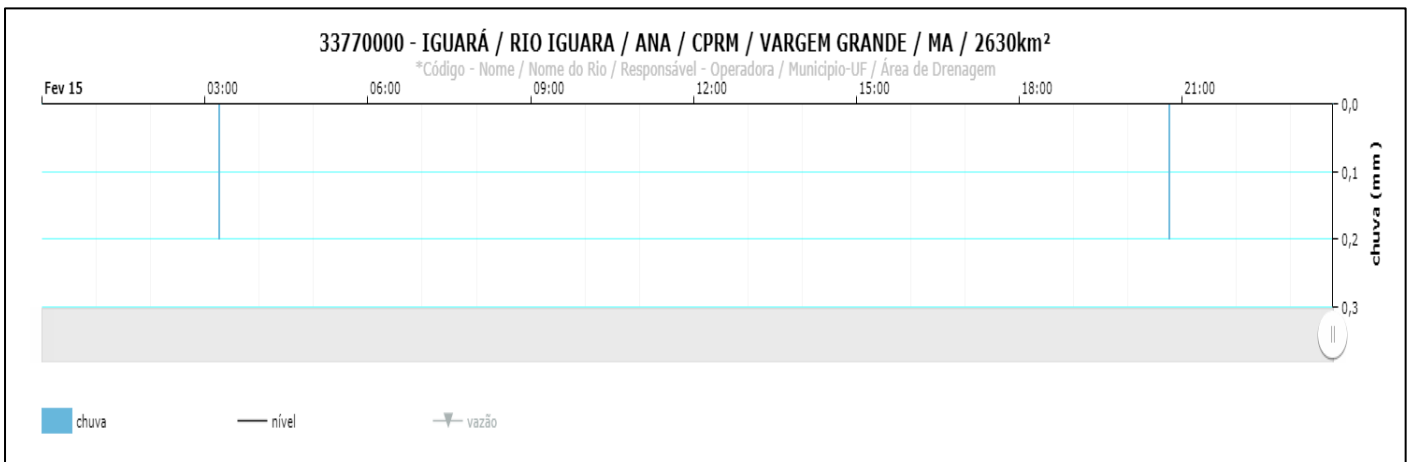 33770000 - IGUARÁ / RIO IGUARA / ANA / CPRM / VARGEM GRANDE / MA / 2630km²
*Código - Nome / Nome do Rio / Responsável - Operadora / Municipio-UF / Área de Drenagem
Fev 15 03:00 06:00 09:00 12:00 15:00 18:00 21:00
0,0
0,1
0,2
0,3
chuva (mm)
chuva nível vazão